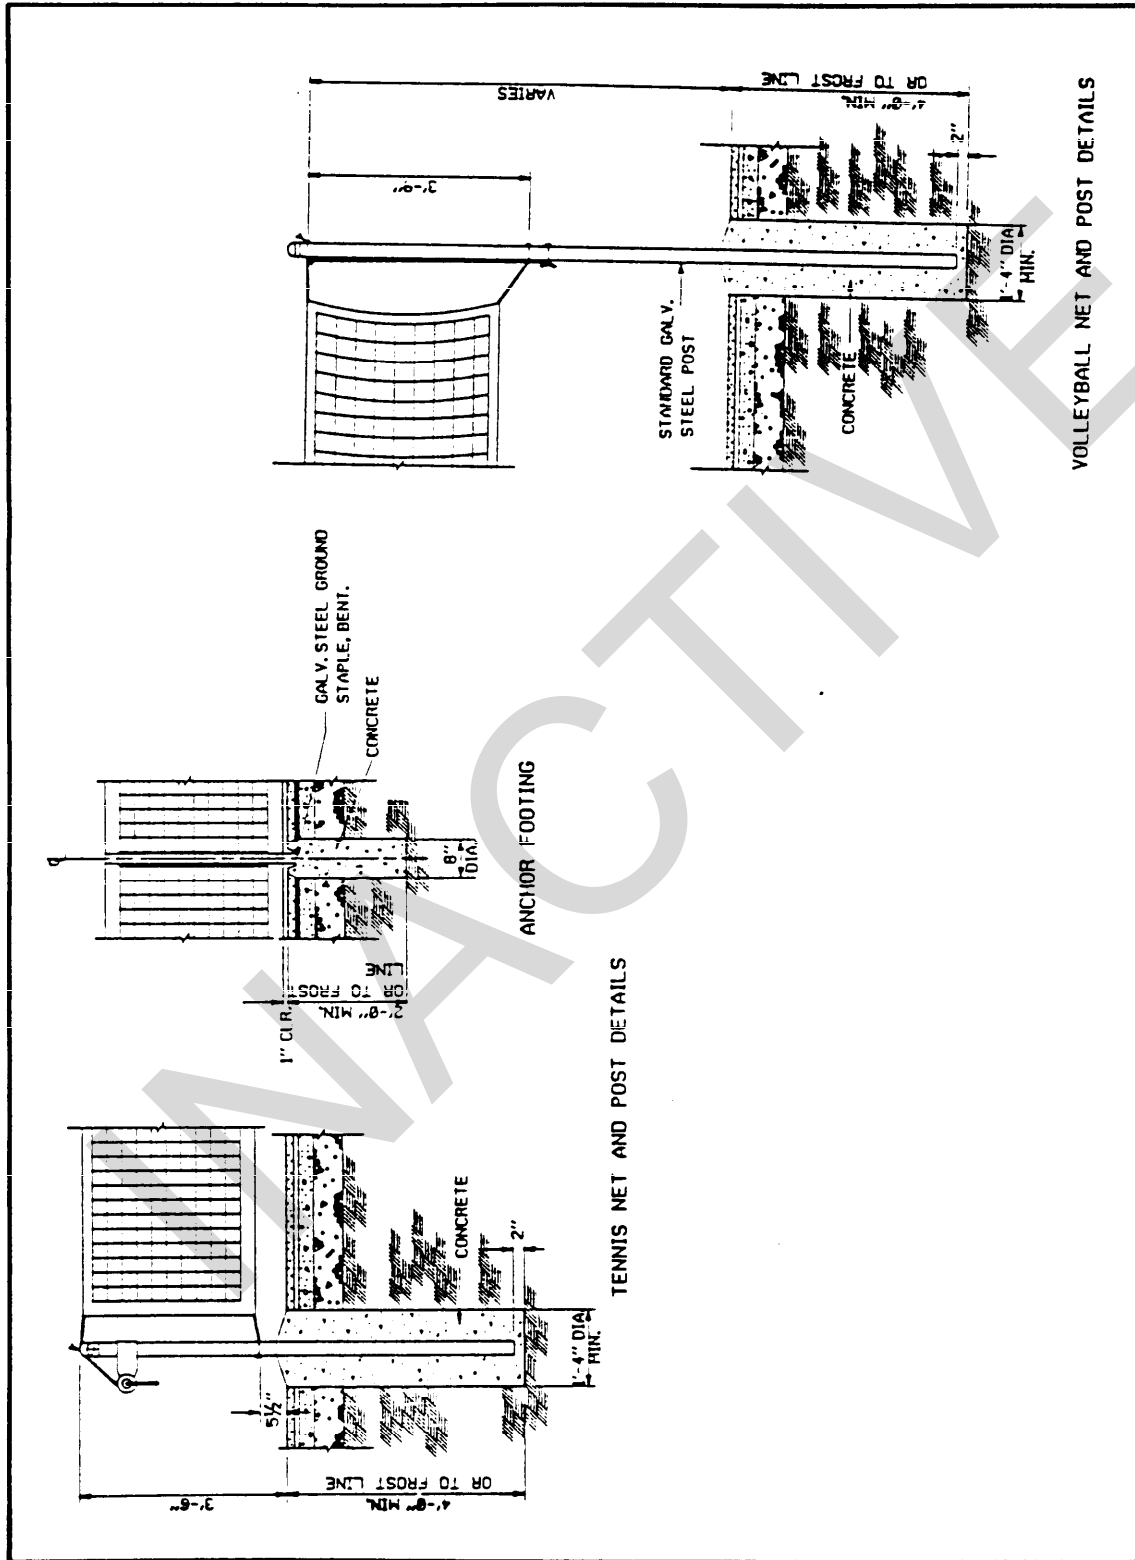 3'-6"
4'-0" MIN.
OR TO FROST LINE
5½"
1'-4" DIA.
MIN.
2"
CONCRETE
TENNIS NET AND POST DETAILS
1" CLR.
2'-0" MIN.
OR TO FROST
LINE
8"
DIA.
GALV. STEEL GROUND
STAPLE, BENT.
CONCRETE
ANCHOR FOOTING
3'-9"
VARIES
4'-0" MIN.
OR TO FROST LINE
STANDARD GALV.
STEEL POST
CONCRETE
1'-4" DIA.
MIN.
2"
VOLLEYBALL NET AND POST DETAILS
INACTIVE